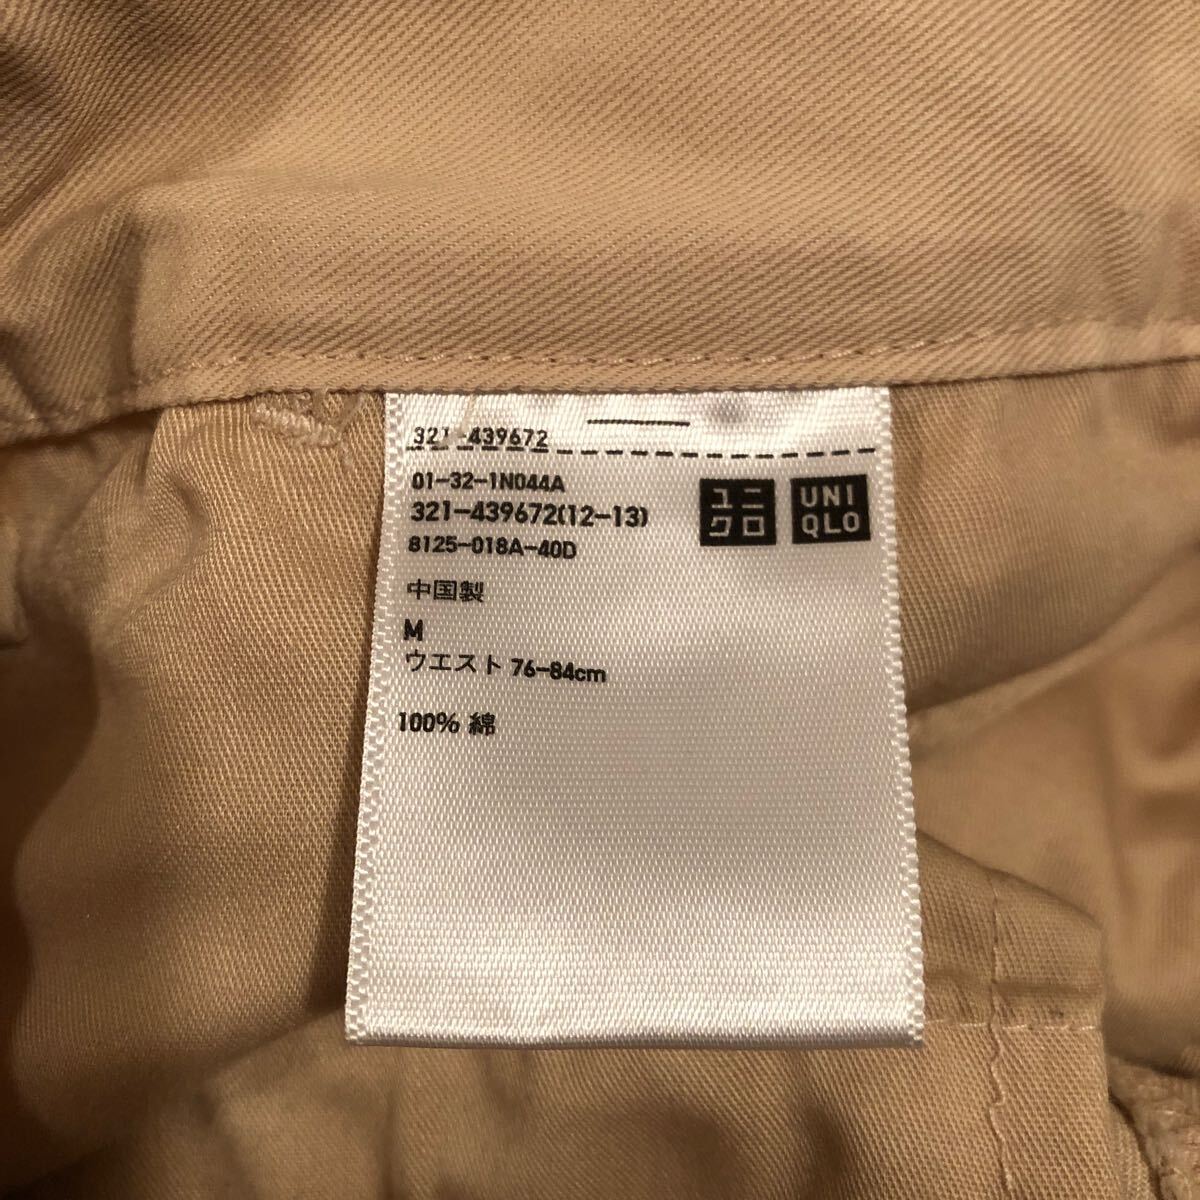 321-439672
01-32-1N044A
321-439672(12-13)
8125-018A-40D
ユニ
クロ
UNI
QLO
中国製
M
ウエスト 76-84cm
100% 綿